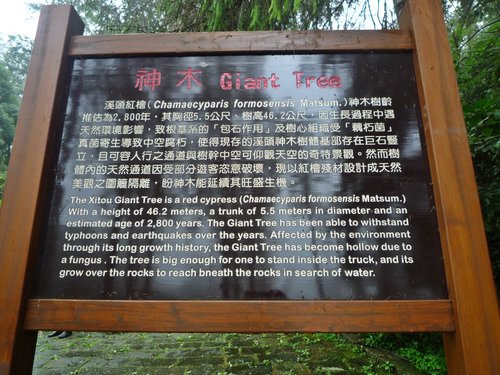 神木 Giant Tree
溪頭紅檜(Chamaecyparis formosensis Matsum.)神木樹齡
推估為2,800年，其胸徑5.5公尺、樹高46.2公尺，因生長過程中遇
天然環境影響，致根基系的「包石作用」及樹心組織受「藕朽菌」
真菌寄生導致中空腐朽，使得現存的溪頭神木樹體基部存在巨石豎
立，且可容人行之通道與樹幹中空可仰觀天空的奇特景觀。然而樹
體內的天然通道因受部分遊客恣意破壞，現以紅檜殘材設計成天然
美觀之圍籬隔離，盼神木能延續其旺盛生機。
The Xitou Giant Tree is a red cypress (Chamaecyparis formosensis Matsum.)
With a height of 46.2 meters, a trunk of 5.5 meters in diameter and an
estimated age of 2,800 years. The Giant Tree has been able to withstand
typhoons and earthquakes over the years. Affected by the environment
through its long growth history, the Giant Tree has become hollow due to
a fungus . The tree is big enough for one to stand inside the truck, and its
grow over the rocks to reach beneath the rocks in search of water.